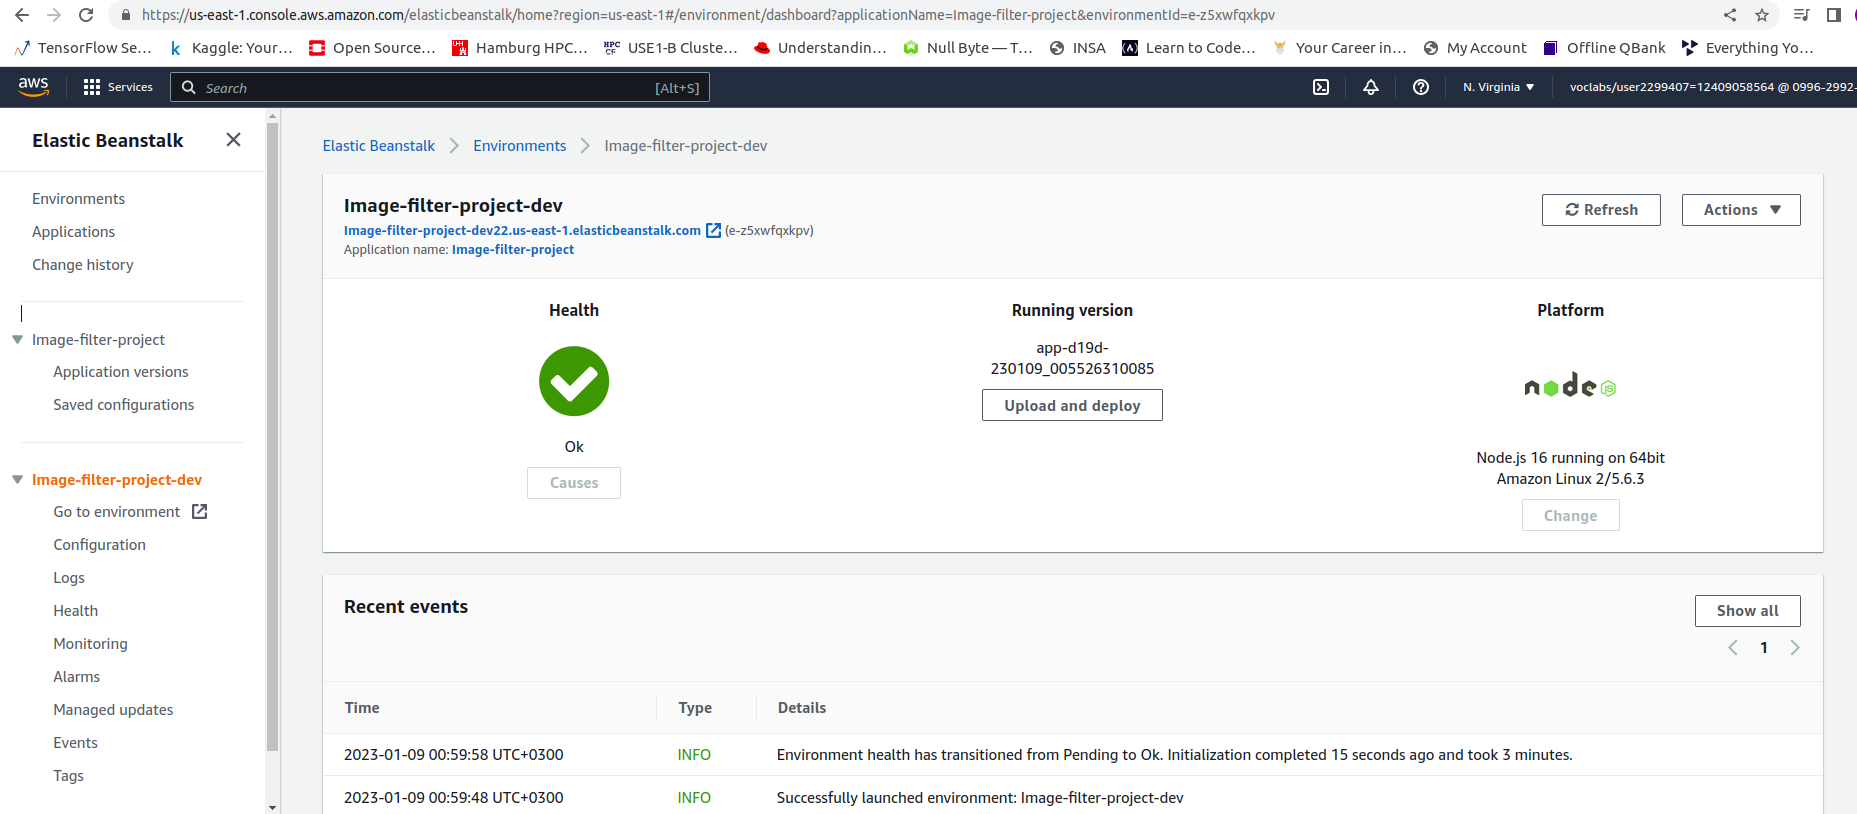 https://us-east-1.console.aws.amazon.com/elasticbeanstalk/home?region=us-east-1#/environment/dashboard?applicationName=Image-filter-project&environmentId=e-z5xwfqxkpv
TensorFlow Se... Kaggle: Your... Open Source... Hamburg HPC... USE1-B Cluste... Understandin... Null Byte — T... INSA Learn to Code... Your Career in... My Account Offline QBank Everything Yo...
aws Services Search [Alt+S] N. Virginia voclabs/user2299407=12409058564 @ 0996-2992-
Elastic Beanstalk
Environments
Applications
Change history
Image-filter-project
Application versions
Saved configurations
Image-filter-project-dev
Go to environment
Configuration
Logs
Health
Monitoring
Alarms
Managed updates
Events
Tags
Elastic Beanstalk Environments Image-filter-project-dev
Image-filter-project-dev
Refresh Actions
Image-filter-project-dev22.us-east-1.elasticbeanstalk.com (e-z5xwfqxkpv)
Application name: Image-filter-project
Health
Ok
Causes
Running version
app-d19d-
230109_005526310085
Upload and deploy
Platform
node JS
Node.js 16 running on 64bit
Amazon Linux 2/5.6.3
Change
Recent events
Show all
1
Time Type Details
2023-01-09 00:59:58 UTC+0300 INFO Environment health has transitioned from Pending to Ok. Initialization completed 15 seconds ago and took 3 minutes.
2023-01-09 00:59:48 UTC+0300 INFO Successfully launched environment: Image-filter-project-dev